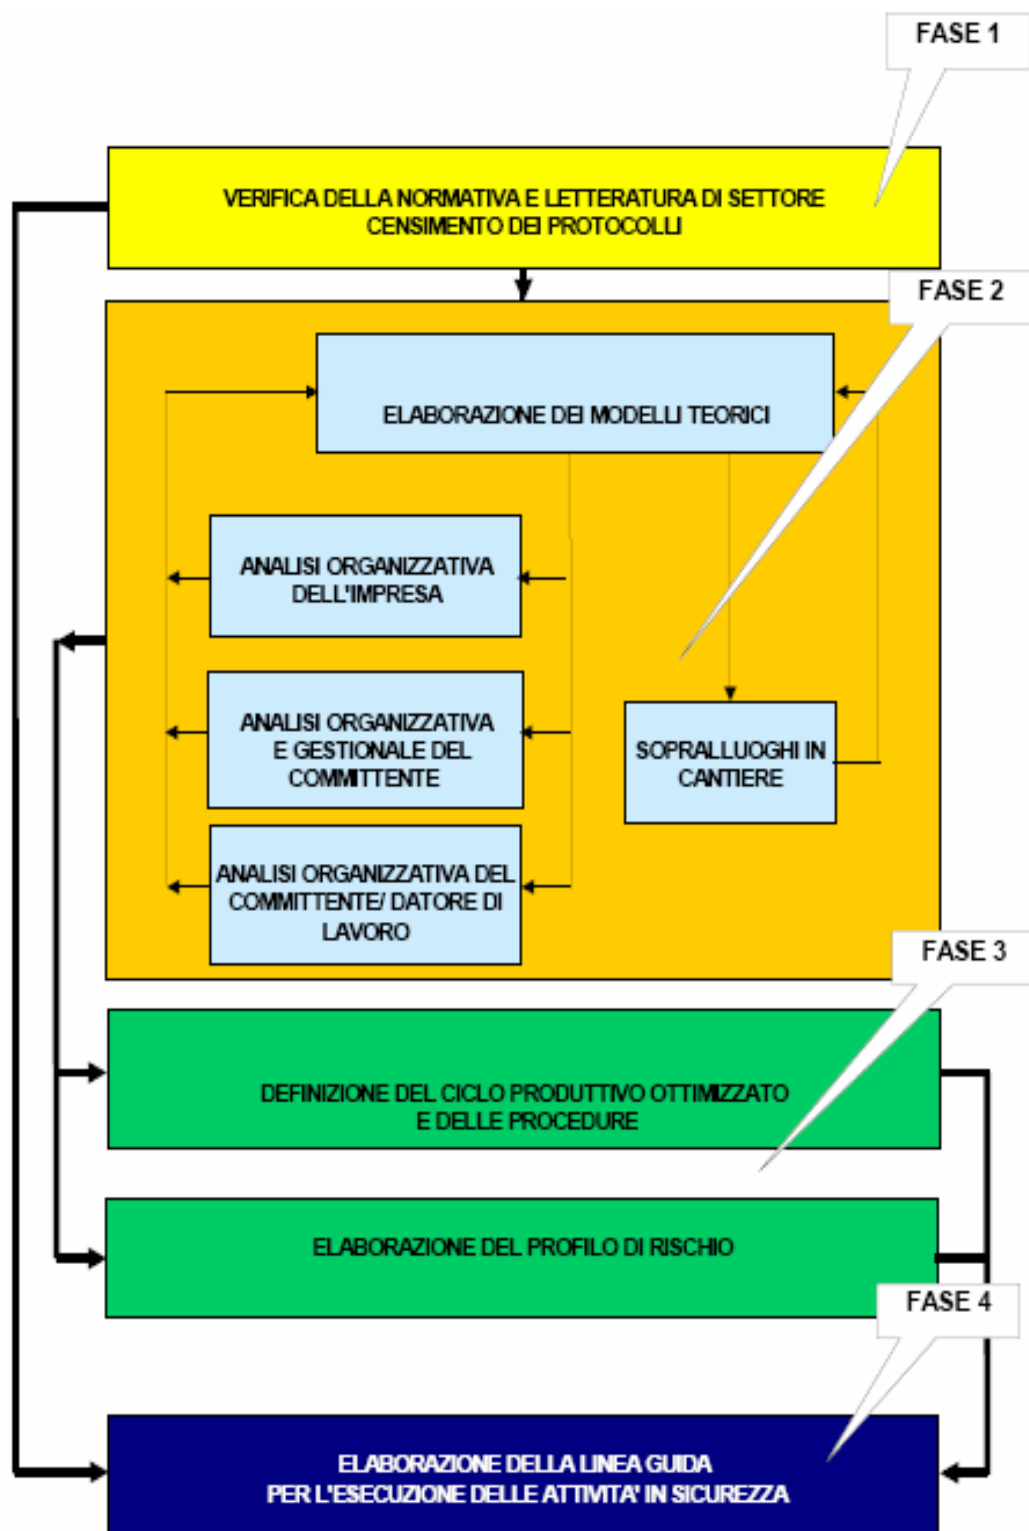 FASE 1
VERIFICA DELLA NORMATIVA E LETTERATURA DI SETTORE
CENSIMENTO DEI PROTOCOLLI
FASE 2
ELABORAZIONE DEI MODELLI TEORICI
ANALISI ORGANIZZATIVA
DELL'IMPRESA
ANALISI ORGANIZZATIVA
E GESTIONALE DEL
COMMITTENTE
SOPRALLUOGHI IN
CANTIERE
ANALISI ORGANIZZATIVA DEL
COMMITTENTE/ DATORE DI
LAVORO
FASE 3
DEFINIZIONE DEL CICLO PRODUTTIVO OTTIMIZZATO
E DELLE PROCEDURE
ELABORAZIONE DEL PROFILO DI RISCHIO
FASE 4
ELABORAZIONE DELLA LINEA GUIDA
PER L'ESECUZIONE DELLE ATTIVITA' IN SICUREZZA